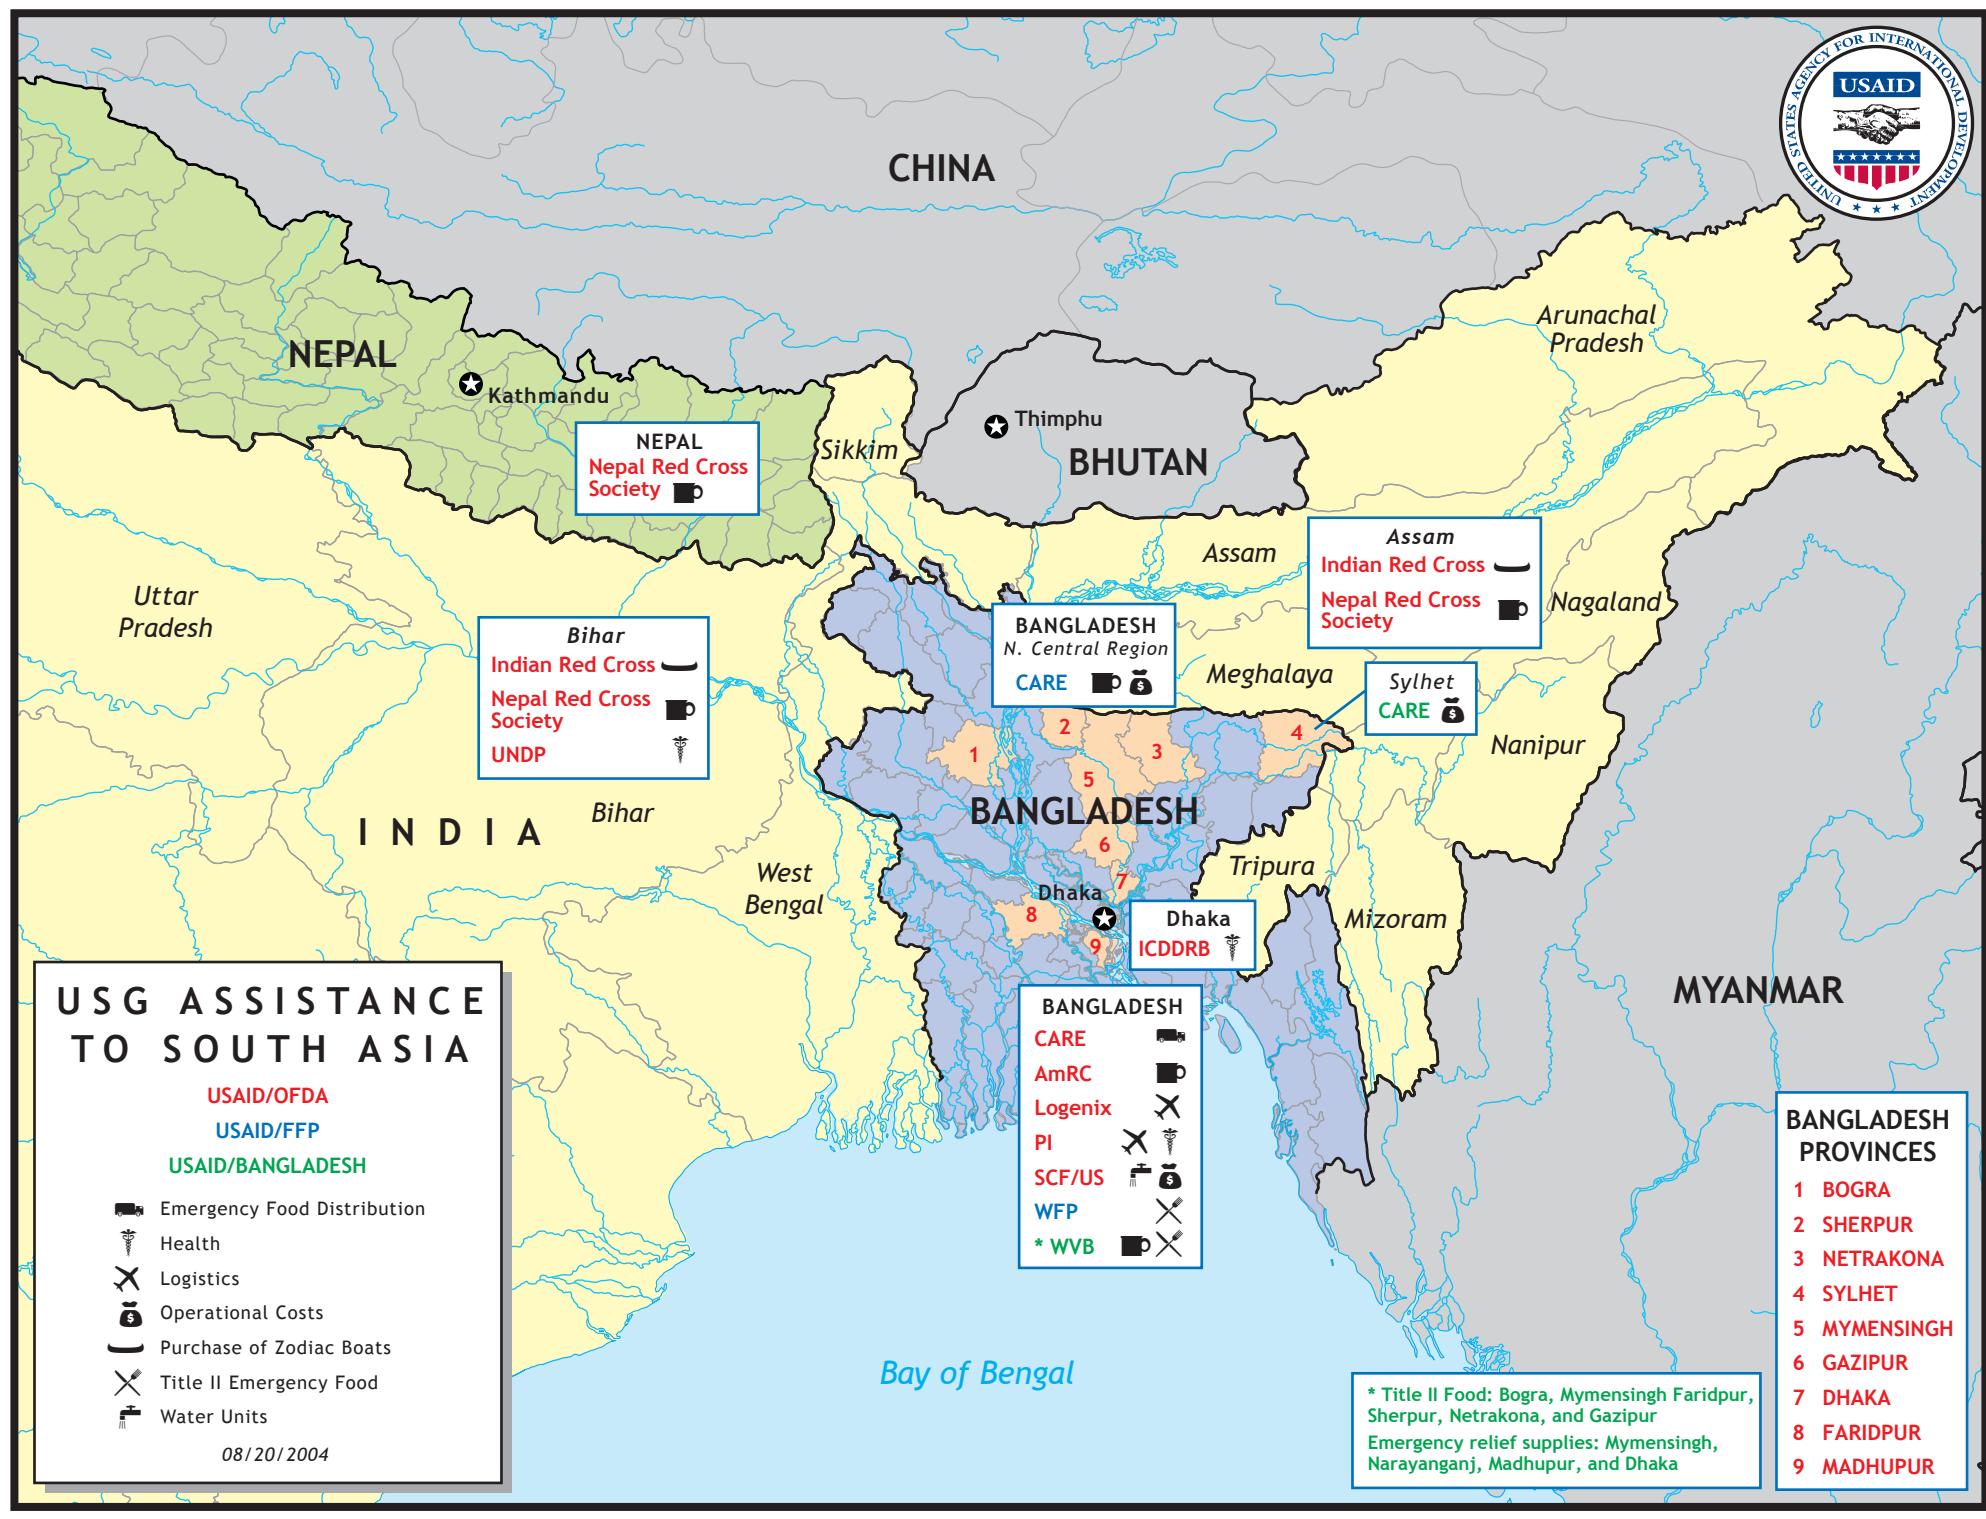 UNITED STATES AGENCY FOR INTERNATIONAL DEVELOPMENT
USAID
CHINA
Arunachal
Pradesh
NEPAL
Kathmandu
Thimphu
BHUTAN
Sikkim
NEPAL
Nepal Red Cross
Society
Assam
Assam
Indian Red Cross
Nepal Red Cross
Society
Nagaland
Uttar
Pradesh
Bihar
Indian Red Cross
Nepal Red Cross
Society
UNDP
BANGLADESH
N. Central Region
CARE
Meghalaya
Sylhet
CARE
Nanipur
1
2
3
4
5
BANGLADESH
6
7
8
9
INDIA
Bihar
West
Bengal
Tripura
Mizoram
Dhaka
Dhaka
ICDDRB
MYANMAR
BANGLADESH
CARE
AmRC
Logenix
PI
SCF/US
WFP
* WVB
USG ASSISTANCE
TO SOUTH ASIA
USAID/OFDA
USAID/FFP
USAID/BANGLADESH
Emergency Food Distribution
Health
Logistics
Operational Costs
Purchase of Zodiac Boats
Title II Emergency Food
Water Units
08/20/2004
Bay of Bengal
* Title II Food: Bogra, Mymensingh Faridpur,
Sherpur, Netrakona, and Gazipur
Emergency relief supplies: Mymensingh,
Narayanganj, Madhupur, and Dhaka
BANGLADESH
PROVINCES
1 BOGRA
2 SHERPUR
3 NETRAKONA
4 SYLHET
5 MYMENSINGH
6 GAZIPUR
7 DHAKA
8 FARIDPUR
9 MADHUPUR